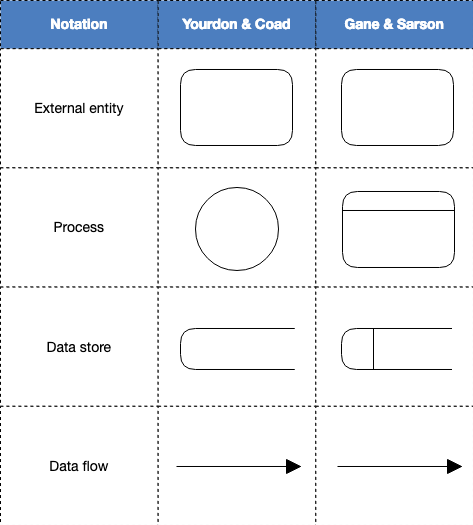 Notation
Yourdon & Coad
Gane & Sarson
External entity
Process
Data store
Data flow